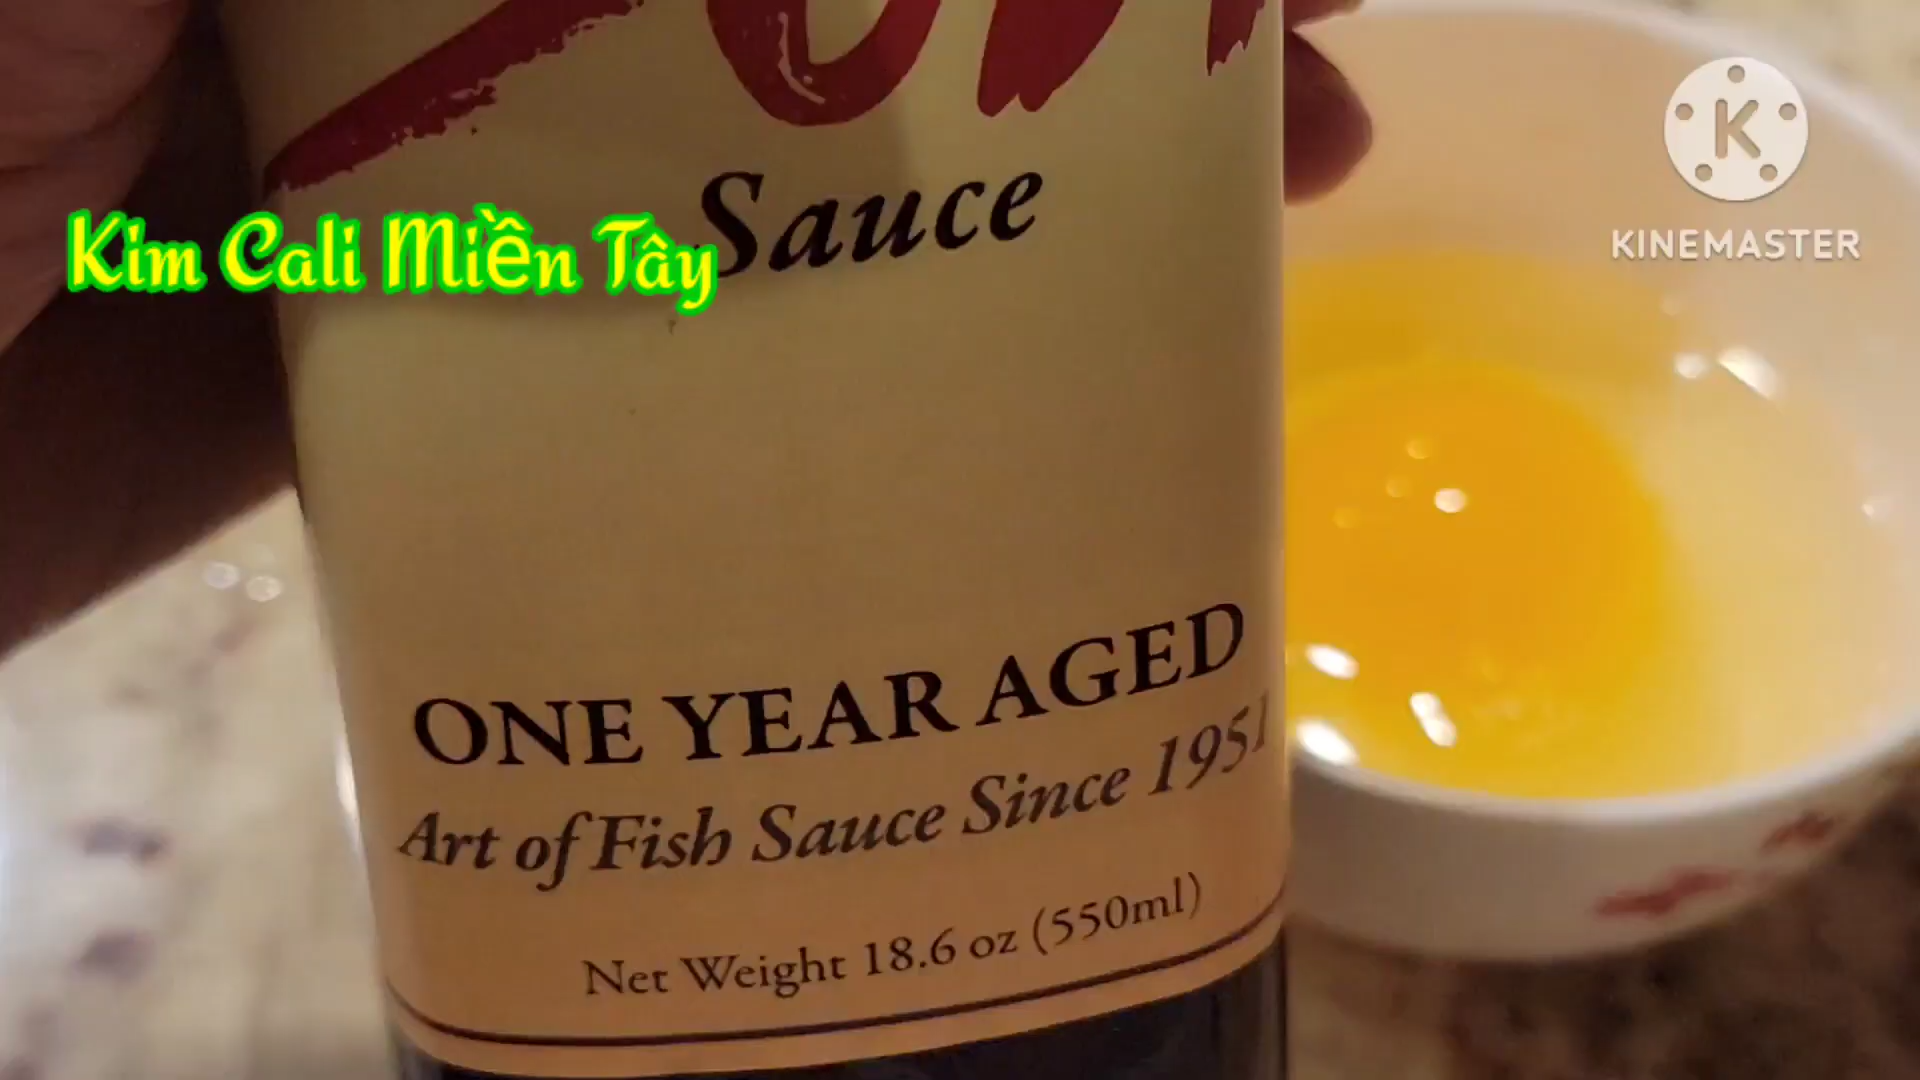 Sauce
Kim Cali Miền Tây
K
KINEMASTER
ONE YEAR AGED
Art of Fish Sauce Since 1951
Net Weight 18.6 oz (550ml)